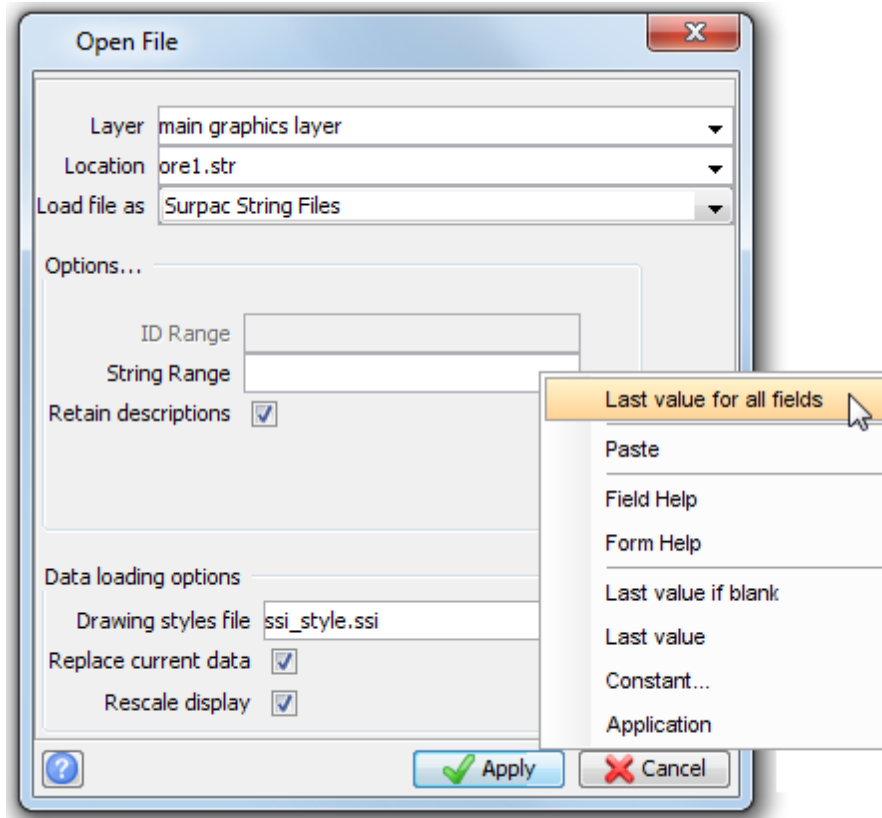 Open File
Layer main graphics layer
Location ore1.str
Load file as Surpac String Files
Options...
ID Range
String Range
Retain descriptions
Last value for all fields
Paste
Field Help
Form Help
Last value if blank
Last value
Constant...
Application
Data loading options
Drawing styles file ssi_style.ssi
Replace current data
Rescale display
? Apply Cancel